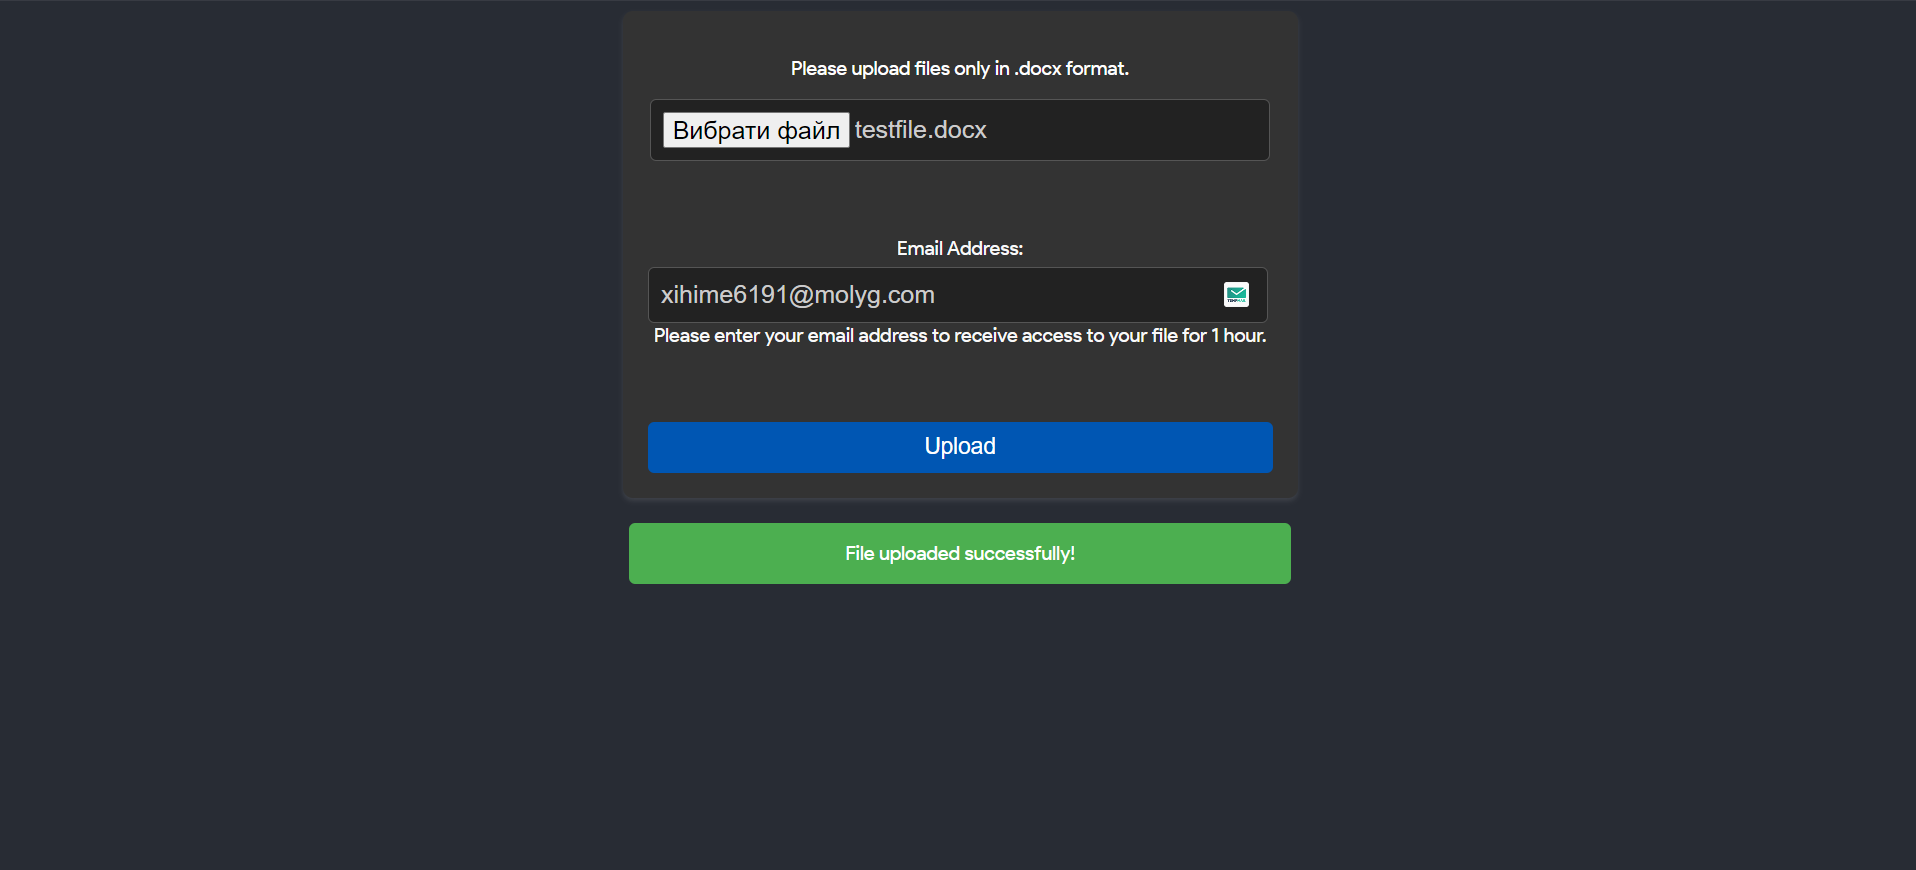 Please upload files only in .docx format.
Вибрати файл testfile.docx
Email Address:
xihime6191@molyg.com
Please enter your email address to receive access to your file for 1 hour.
Upload
File uploaded successfully!